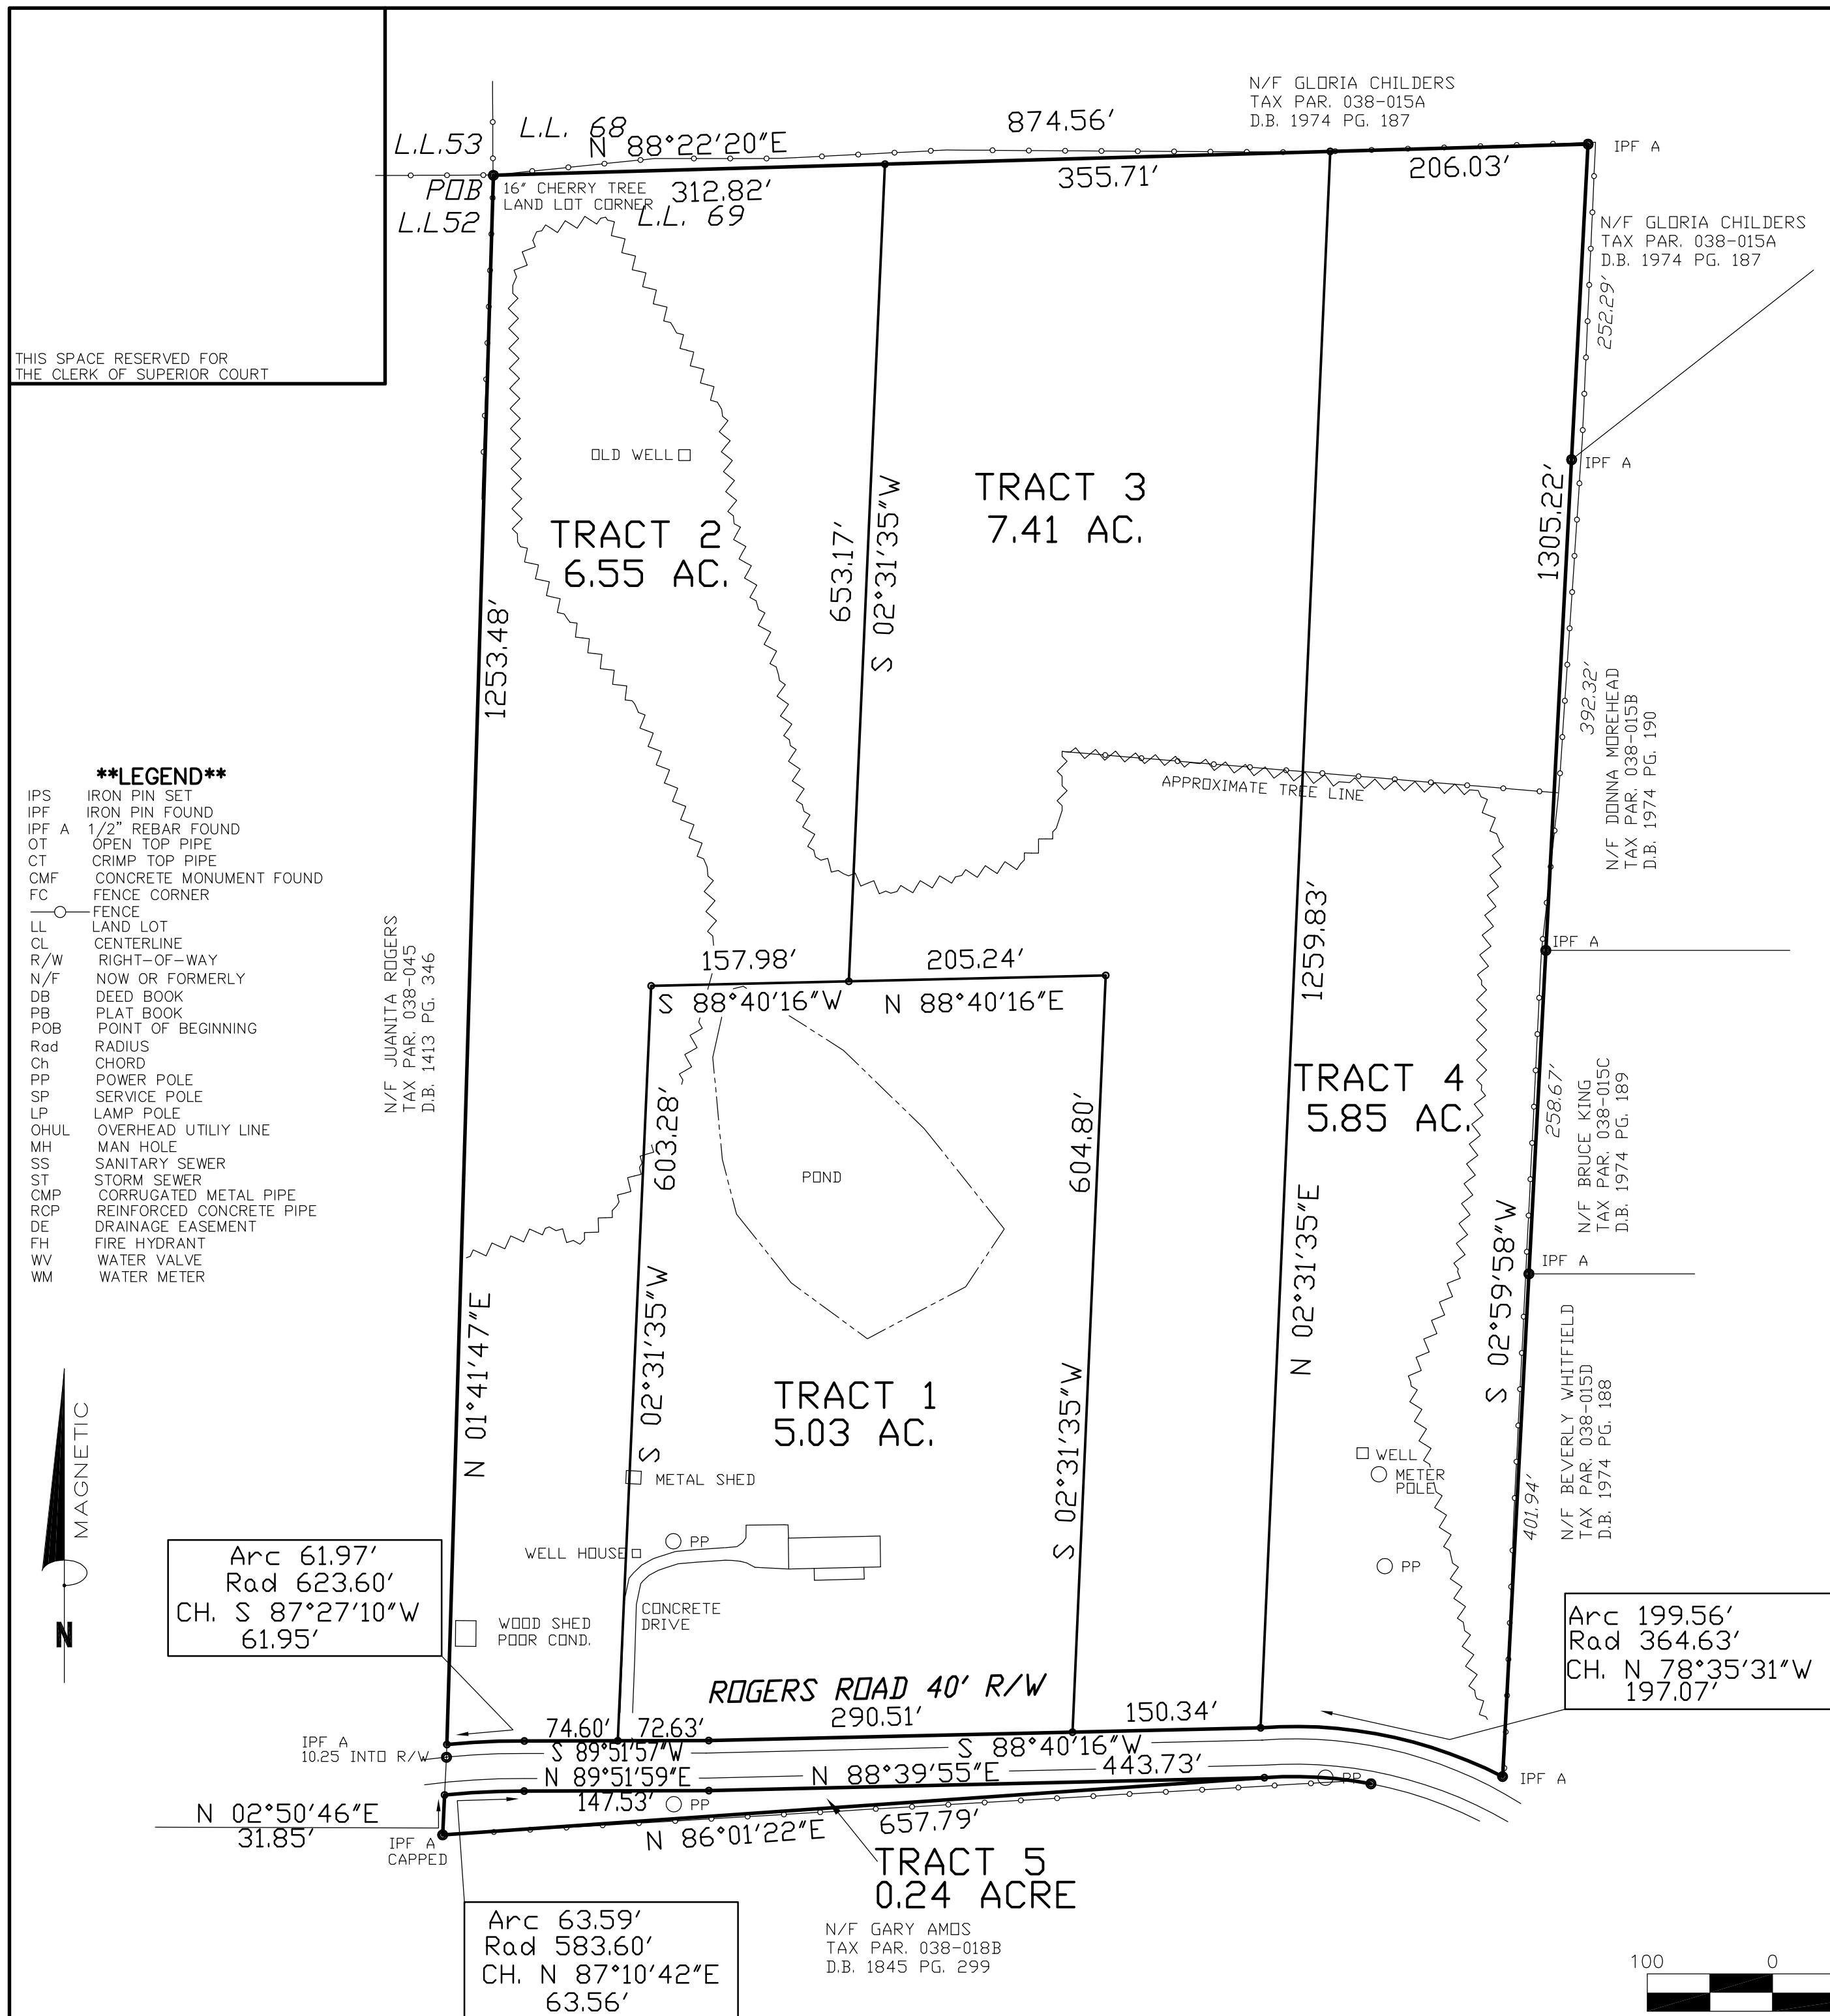 THIS SPACE RESERVED FOR
THE CLERK OF SUPERIOR COURT
L.L.53
L.L. 68
N 88°22'20"E
874.56'
N/F GLORIA CHILDERS
TAX PAR. 038-015A
D.B. 1974 PG. 187
IPF A
POB
16" CHERRY TREE
LAND LOT CORNER
312.82'
355.71'
206.03'
L.L52
L.L. 69
N/F GLORIA CHILDERS
TAX PAR. 038-015A
D.B. 1974 PG. 187
252.29'
OLD WELL
IPF A
TRACT 2
6.55 AC.
TRACT 3
7.41 AC.
653.17'
S 02°31'35"W
1305.22'
1253.48'
392.32'
N/F DONNA MOREHEAD
TAX PAR. 038-015B
D.B. 1974 PG. 190
APPROXIMATE TREE LINE
**LEGEND**
IPS IRON PIN SET
IPF IRON PIN FOUND
IPF A 1/2" REBAR FOUND
OT OPEN TOP PIPE
CT CRIMP TOP PIPE
CMF CONCRETE MONUMENT FOUND
FC FENCE CORNER
FENCE
LL LAND LOT
CL CENTERLINE
R/W RIGHT-OF-WAY
N/F NOW OR FORMERLY
DB DEED BOOK
PB PLAT BOOK
POB POINT OF BEGINNING
Rad RADIUS
Ch CHORD
PP POWER POLE
SP SERVICE POLE
LP LAMP POLE
OHUL OVERHEAD UTILIY LINE
MH MAN HOLE
SS SANITARY SEWER
ST STORM SEWER
CMP CORRUGATED METAL PIPE
RCP REINFORCED CONCRETE PIPE
DE DRAINAGE EASEMENT
FH FIRE HYDRANT
WV WATER VALVE
WM WATER METER
N/F JUANITA ROGERS
TAX PAR. 038-045
D.B. 1413 PG. 346
157.98'
205.24'
S 88°40'16"W
N 88°40'16"E
1259.83'
IPF A
603.28'
604.80'
POND
TRACT 4
5.85 AC.
258.67'
N/F BRUCE KING
TAX PAR. 038-015C
D.B. 1974 PG. 189
IPF A
N 01°41'47"E
S 02°31'35"W
S 02°31'35"W
N 02°31'35"E
S 02°59'58"W
TRACT 1
5.03 AC.
N/F BEVERLY WHITFIELD
TAX PAR. 038-015D
D.B. 1974 PG. 188
401.94'
MAGNETIC
N
METAL SHED
WELL
METER
POLE
WELL HOUSE
PP
PP
CONCRETE
DRIVE
WOOD SHED
POOR COND.
Arc 61.97'
Rad 623.60'
CH. S 87°27'10"W
61.95'
Arc 199.56'
Rad 364.63'
CH. N 78°35'31"W
197.07'
ROGERS ROAD 40' R/W
74.60'
72.63'
290.51'
150.34'
IPF A
10.25 INTO R/W
S 89°51'57"W
S 88°40'16"W
N 89°51'59"E
N 88°39'55"E
443.73'
PP
IPF A
147.53'
PP
N 02°50'46"E
31.85'
IPF A
CAPPED
N 86°01'22"E
657.79'
TRACT 5
0.24 ACRE
N/F GARY AMOS
TAX PAR. 038-018B
D.B. 1845 PG. 299
Arc 63.59'
Rad 583.60'
CH. N 87°10'42"E
63.56'
100
0